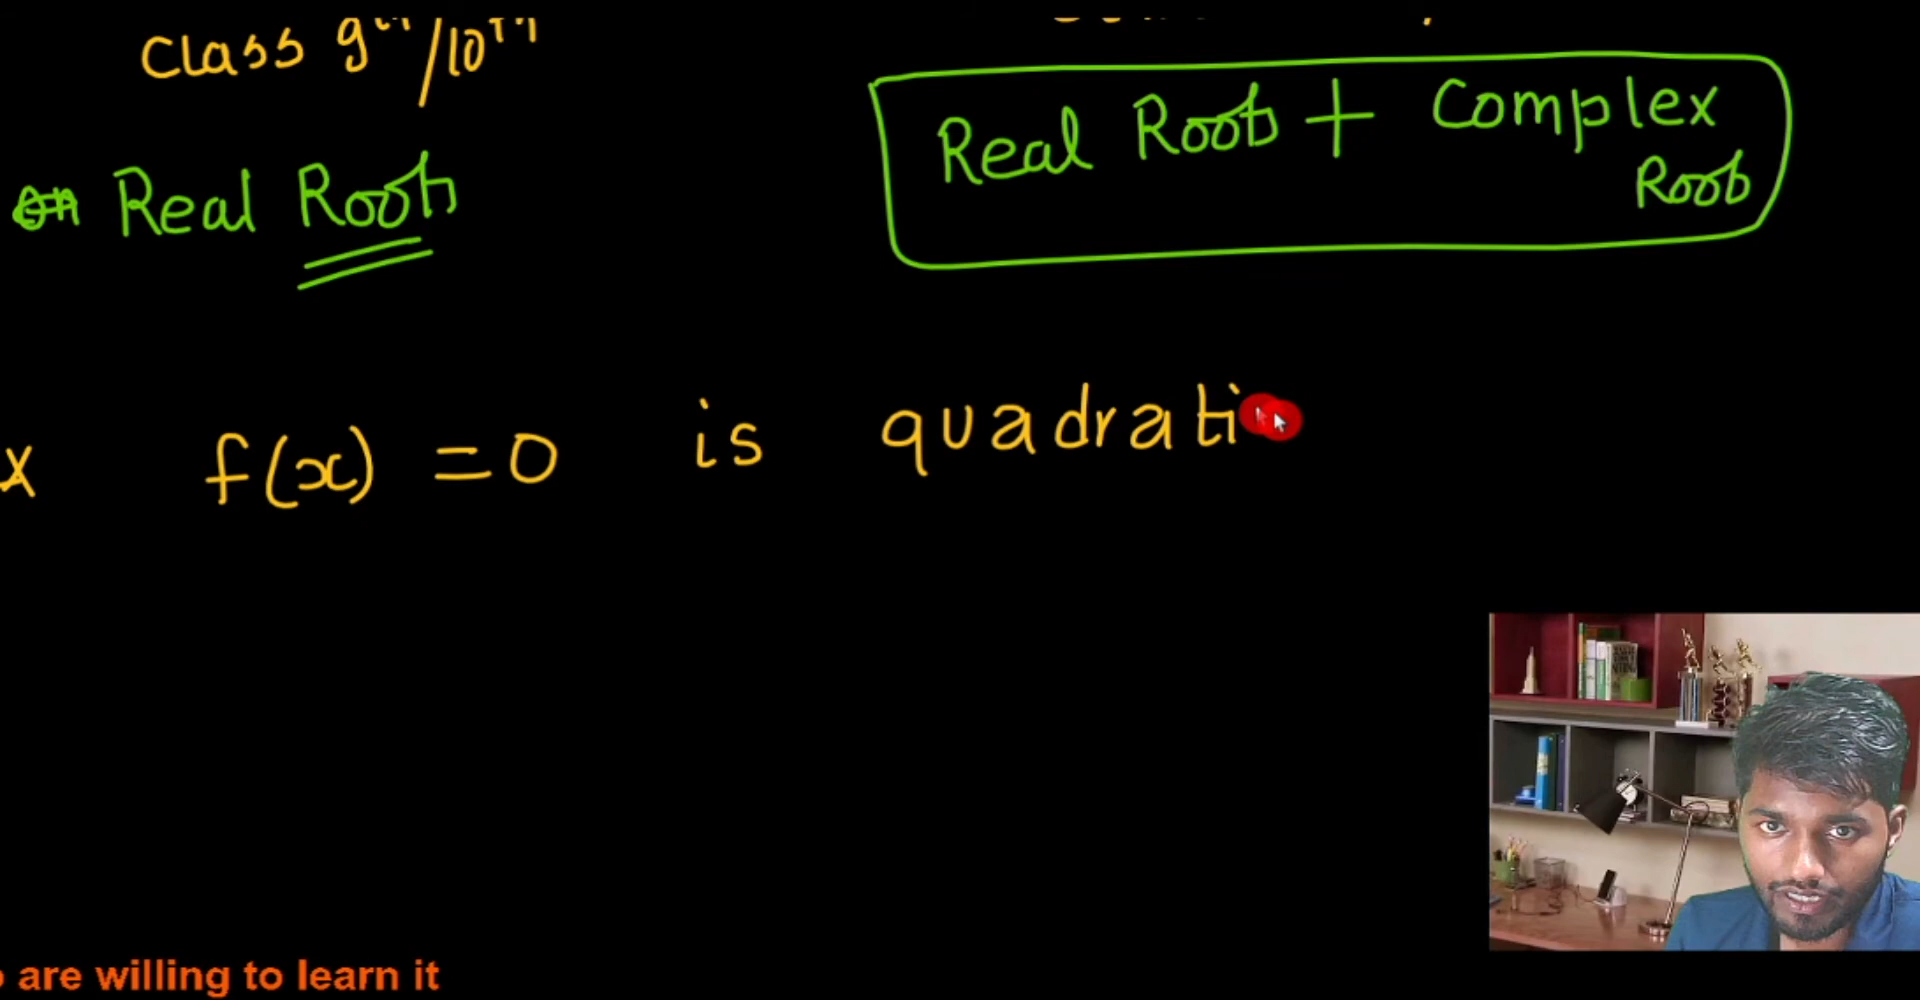 Class 9th/10th
Real Roots + Complex
Roots
Real Roots
f(x) = 0 is quadrati
are willing to learn it